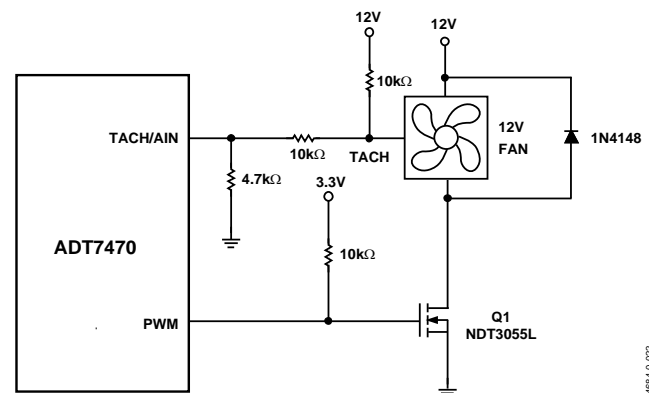 12V
12V
10kΩ
TACH/AIN
10kΩ
TACH
12V
FAN
1N4148
4.7kΩ
3.3V
ADT7470
10kΩ
PWM
Q1
NDT3055L